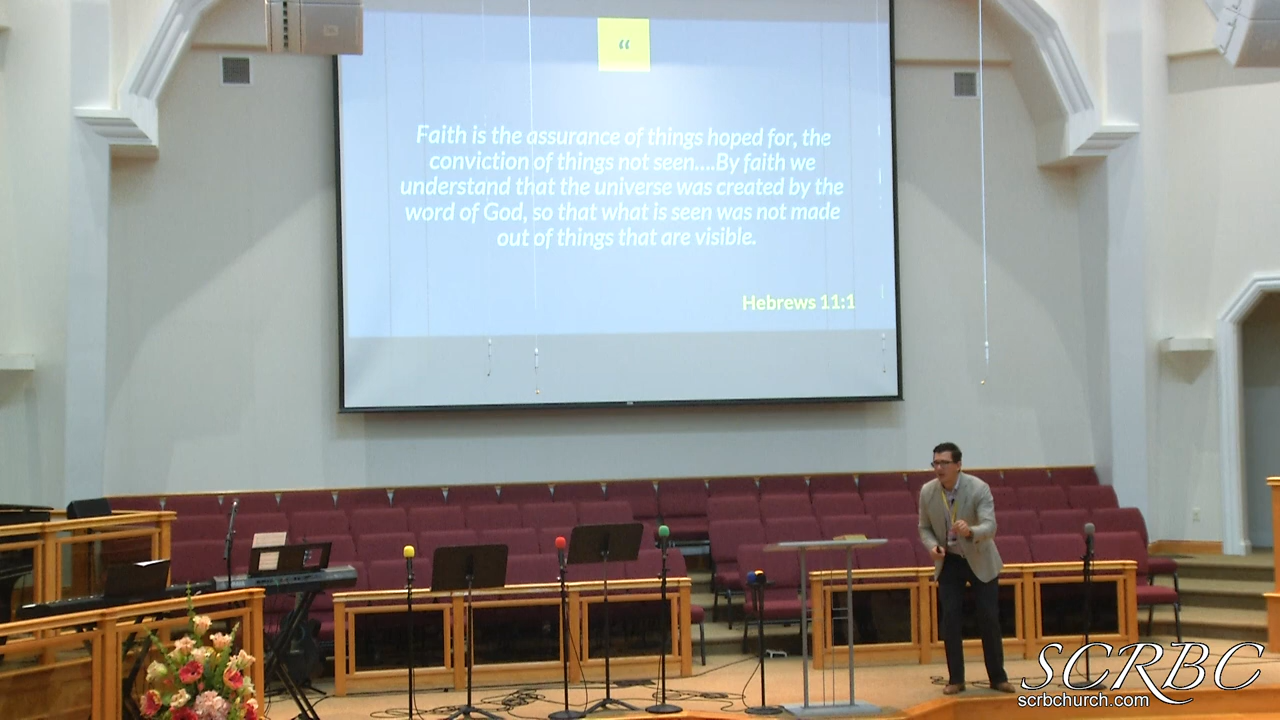 “
Faith is the assurance of things hoped for, the
conviction of things not seen....By faith we
understand that the universe was created by the
word of God, so that what is seen was not made
out of things that are visible.
Hebrews 11:1
SCRBC
scrbchurch.com